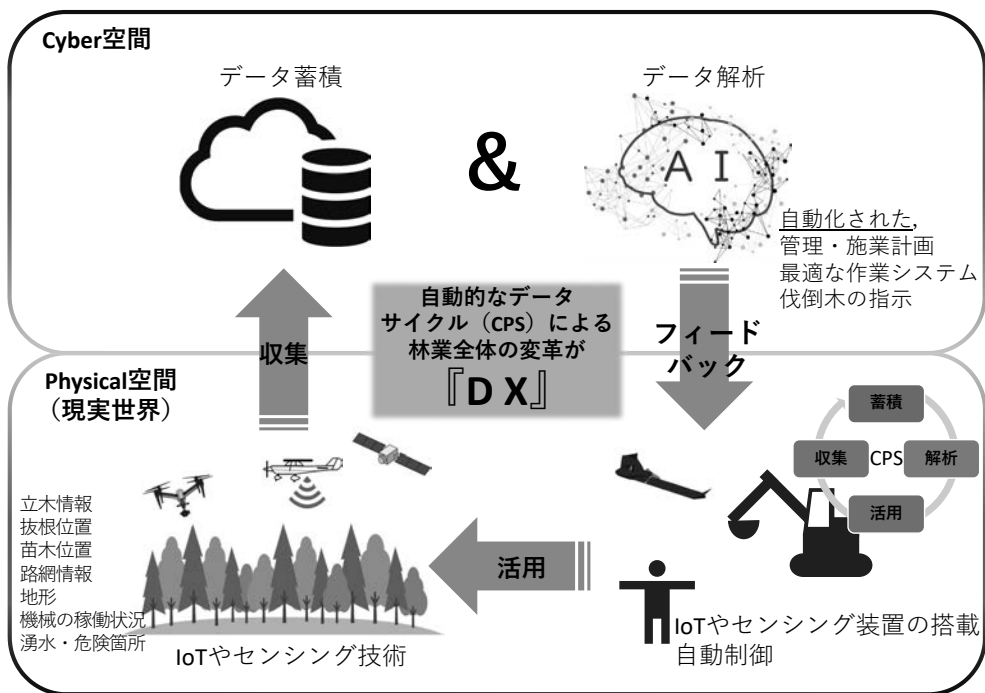 Cyber空間
データ蓄積
データ解析
&
AI
自動化された,
管理・施業計画
最適な作業システム
伐倒木の指示
自動的なデータ
サイクル（CPS）による
林業全体の変革が
『DX』
収集
フィード
バック
Physical空間
（現実世界）
蓄積
収集
CPS
解析
活用
立木情報
抜根位置
苗木位置
路網情報
地形
機械の稼働状況
湧水・危険箇所
活用
IoTやセンシング技術
IoTやセンシング装置の搭載
自動制御